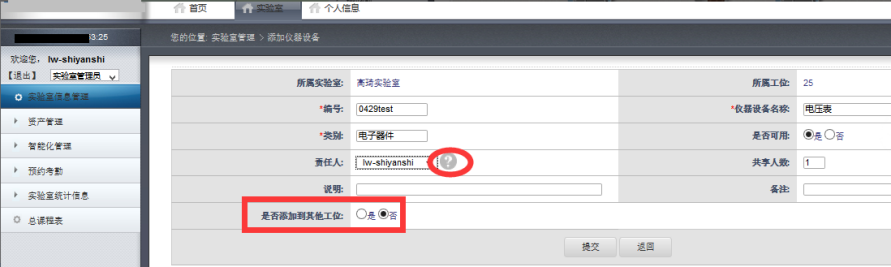 首页 实验室 个人信息
3:25
您的位置: 实验室管理 > 添加仪器设备
欢迎您, lw-shiyanshi
【退出】 实验室管理员
实验室信息管理
资产管理
智能化管理
预约考勤
实验室统计信息
总课程表
所属实验室: 高琦实验室 所属工位: 25
*编号: 0429test *仪器设备名称: 电压表
*类别: 电子器件 是否可用: 是 否
责任人: lw-shiyanshi ? 共享人数: 1
说明: 备注:
是否添加到其他工位: 是 否
提交 返回